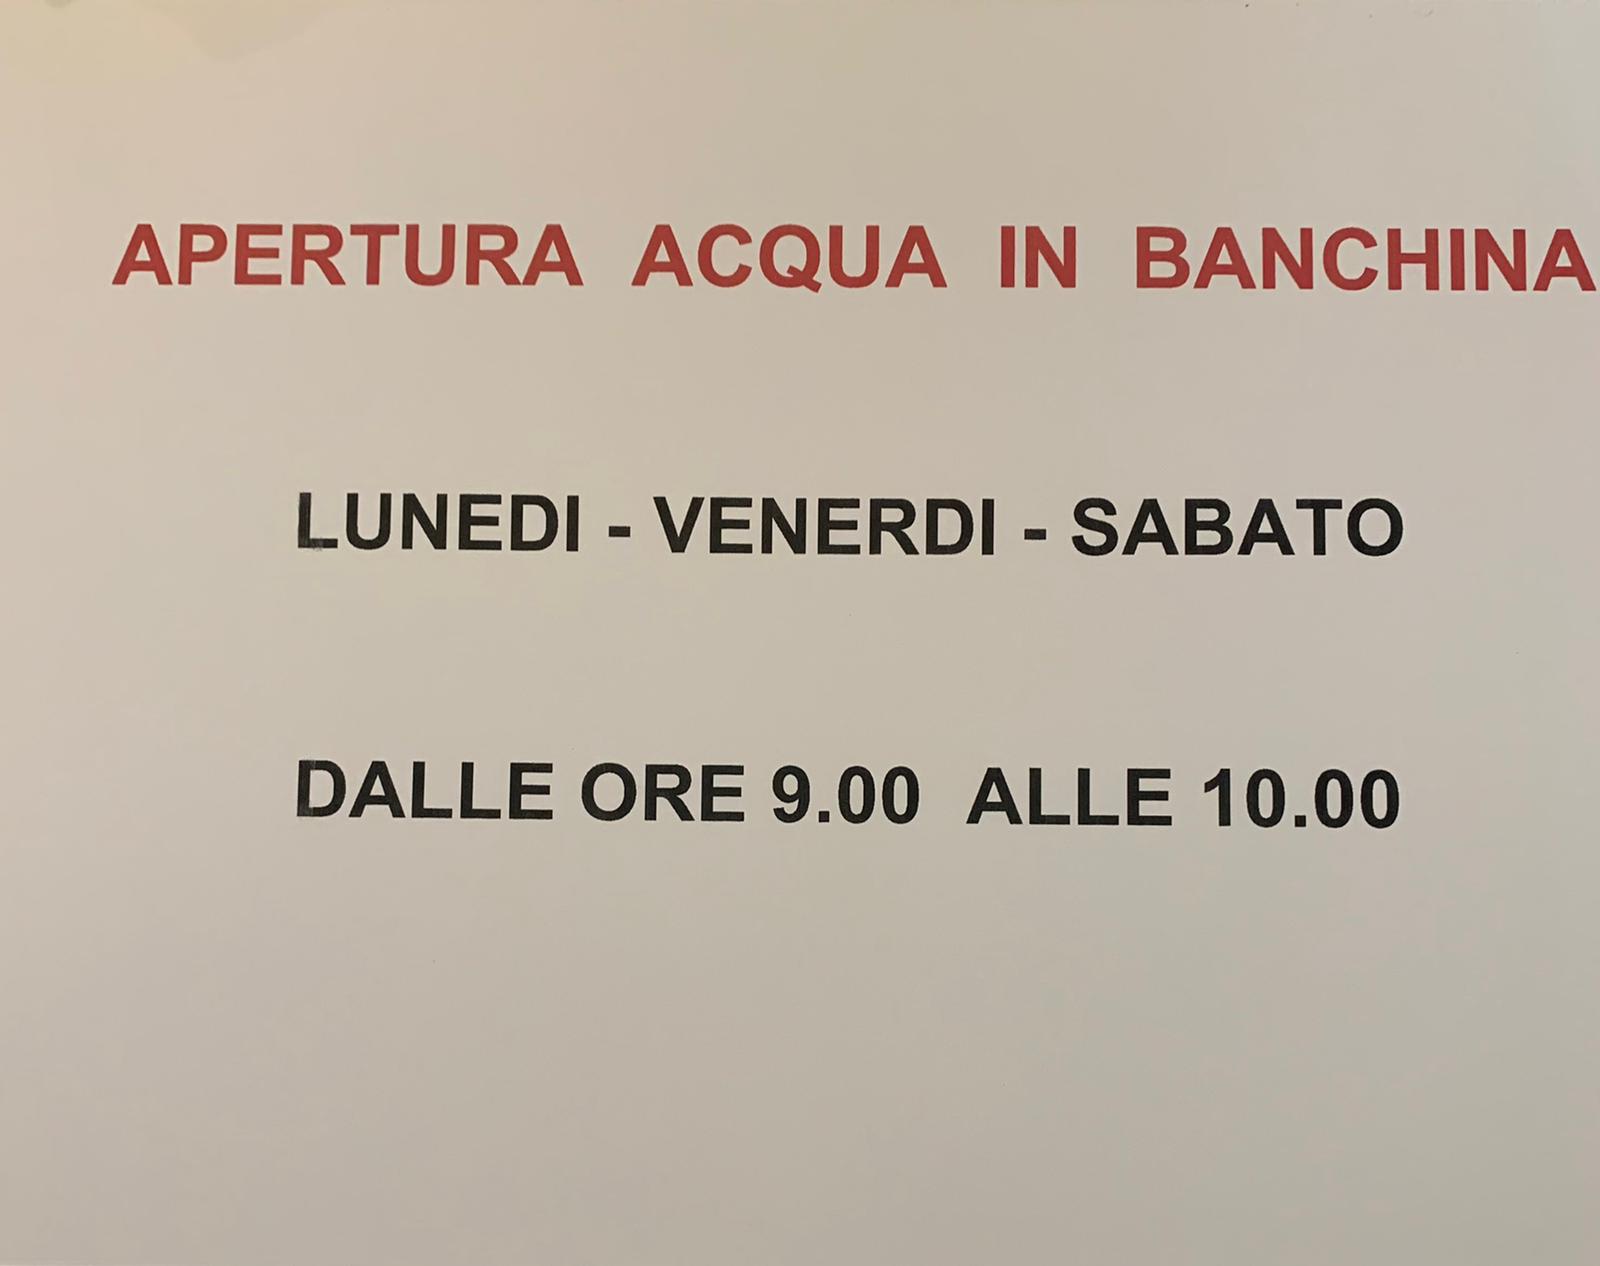 APERTURA ACQUA IN BANCHINA
LUNEDI - VENERDI - SABATO
DALLE ORE 9.00 ALLE 10.00